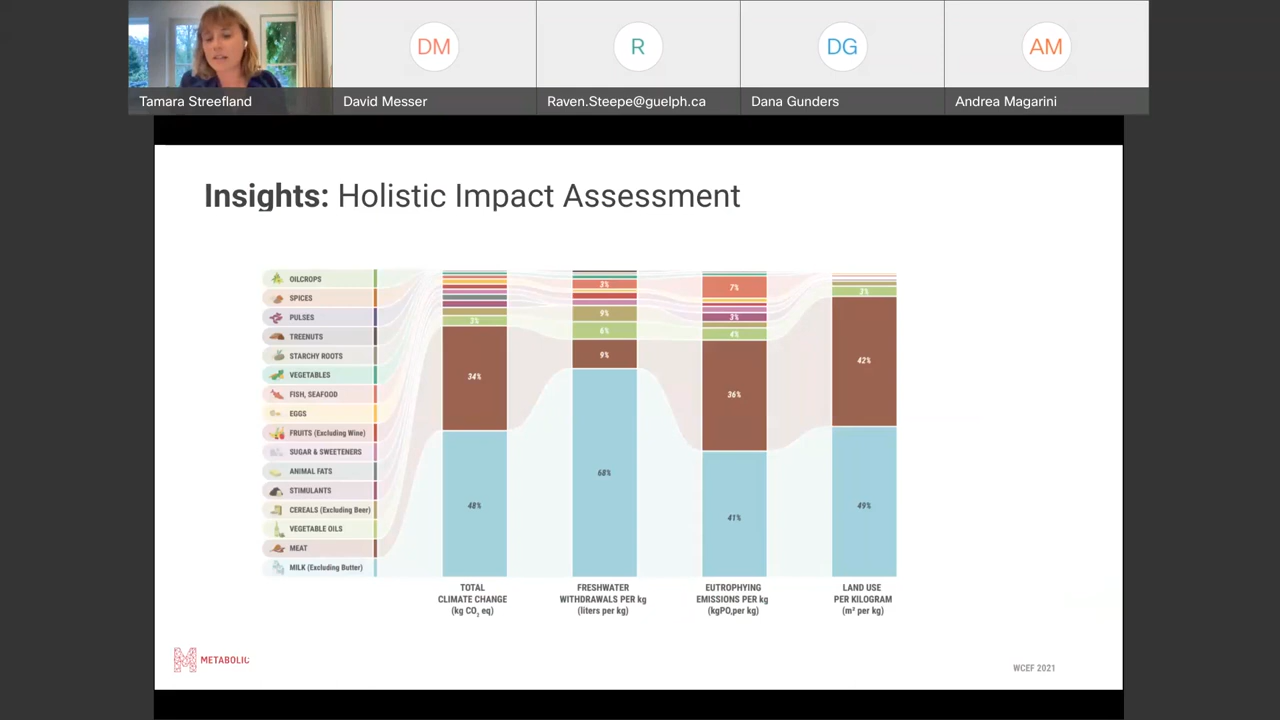 DM
R
DG
AM
Tamara Streefland
David Messer
Raven.Steepe@guelph.ca
Dana Gunders
Andrea Magarini
Insights: Holistic Impact Assessment
OILCROPS
SPICES
PULSES
TREENUTS
STARCHY ROOTS
VEGETABLES
FISH, SEAFOOD
EGGS
FRUITS (Excluding Wine)
SUGAR & SWEETENERS
ANIMAL FATS
STIMULANTS
CEREALS (Excluding Beer)
VEGETABLE OILS
MEAT
MILK (Excluding Butter)
3%
34%
48%
3%
9%
6%
9%
68%
7%
3%
4%
36%
41%
3%
42%
49%
TOTAL
CLIMATE CHANGE
(kg CO2 eq)
FRESHWATER
WITHDRAWALS PER kg
(liters per kg)
EUTROPHYING
EMISSIONS PER kg
(kgPO,per kg)
LAND USE
PER KILOGRAM
(m² per kg)
METABOLIC
WCEF 2021